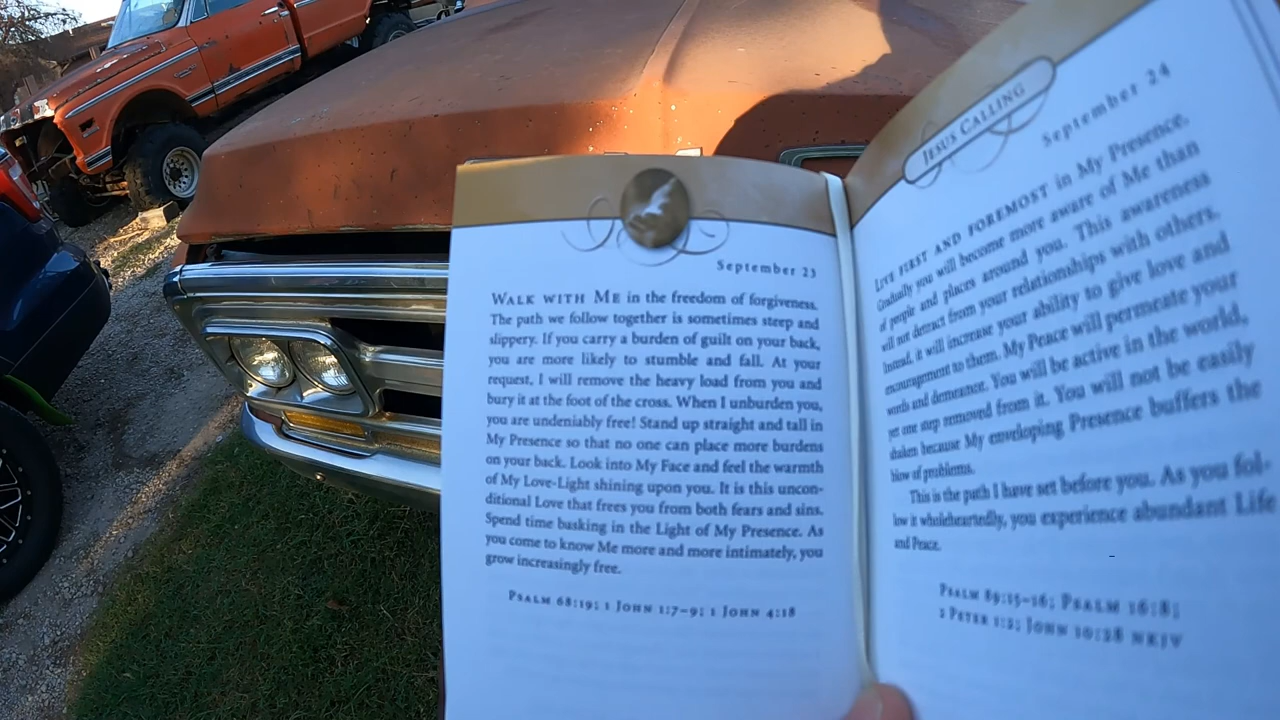 September 23
WALK WITH ME in the freedom of forgiveness.
The path we follow together is sometimes steep and
slippery. If you carry a burden of guilt on your back,
you are more likely to stumble and fall. At your
request, I will remove the heavy load from you and
bury it at the foot of the cross. When I unburden you,
you are undeniably free! Stand up straight and tall in
My Presence so that no one can place more burdens
on your back. Look into My Face and feel the warmth
of My Love-Light shining upon you. It is this uncon-
ditional Love that frees you from both fears and sins.
Spend time basking in the Light of My Presence. As
you come to know Me more and more intimately, you
grow increasingly free.
PSALM 68:19; 1 JOHN 1:7–9; 1 JOHN 4:18
JESUS CALLING
September 24
LIVE FIRST AND FOREMOST in My Presence.
Gradually you will become more aware of Me than
of people and places around you. This awareness
will not detract from your relationships with others.
Instead, it will increase your ability to give love and
encouragement to them. My Peace will permeate your
words and demeanor. You will be active in the world,
yet one step removed from it. You will not be easily
shaken because My enveloping Presence buffers the
blow of problems.
This is the path I have set before you. As you fol-
low it wholeheartedly, you experience abundant Life
and Peace.
PSALM 89:15–16; PSALM 16:8;
2 PETER 1:2; JOHN 10:28 NKJV